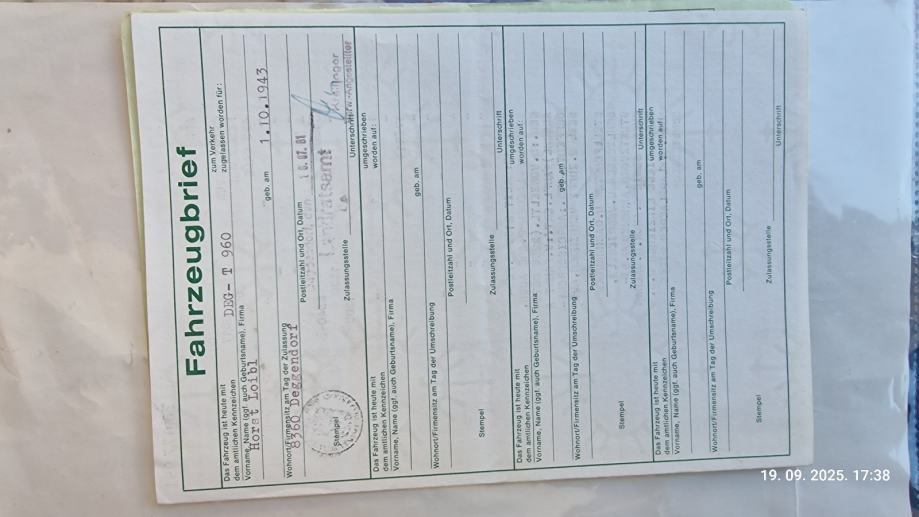 Fahrzeugbrief
Das Fahrzeug ist heute mit
dem amtlichen Kennzeichen DEG- T 960
zum Verkehr
zugelassen worden für:
Vorname, Name (ggf. auch Geburtsname), Firma
Horst Loibl
geb. am 1.10.1943
Wohnort/Firmensitz am Tag der Zulassung
8360 Deggendorf
Postleitzahl und Ort, Datum
Landratsamt
Stempel
Zulassungsstelle
Unterschrift
Das Fahrzeug ist heute mit
dem amtlichen Kennzeichen
umgeschrieben
worden auf:
Vorname, Name (ggf. auch Geburtsname), Firma
geb. am
Wohnort/Firmensitz am Tag der Umschreibung
Postleitzahl und Ort, Datum
Stempel
Zulassungsstelle
Unterschrift
Das Fahrzeug ist heute mit
dem amtlichen Kennzeichen
umgeschrieben
worden auf:
Vorname, Name (ggf. auch Geburtsname), Firma
geb. am
Wohnort/Firmensitz am Tag der Umschreibung
Postleitzahl und Ort, Datum
Stempel
Zulassungsstelle
Unterschrift
Das Fahrzeug ist heute mit
dem amtlichen Kennzeichen
umgeschrieben
worden auf:
Vorname, Name (ggf. auch Geburtsname), Firma
geb. am
Wohnort/Firmensitz am Tag der Umschreibung
Postleitzahl und Ort, Datum
Stempel
Zulassungsstelle
Unterschrift
19. 09. 2025. 17:38